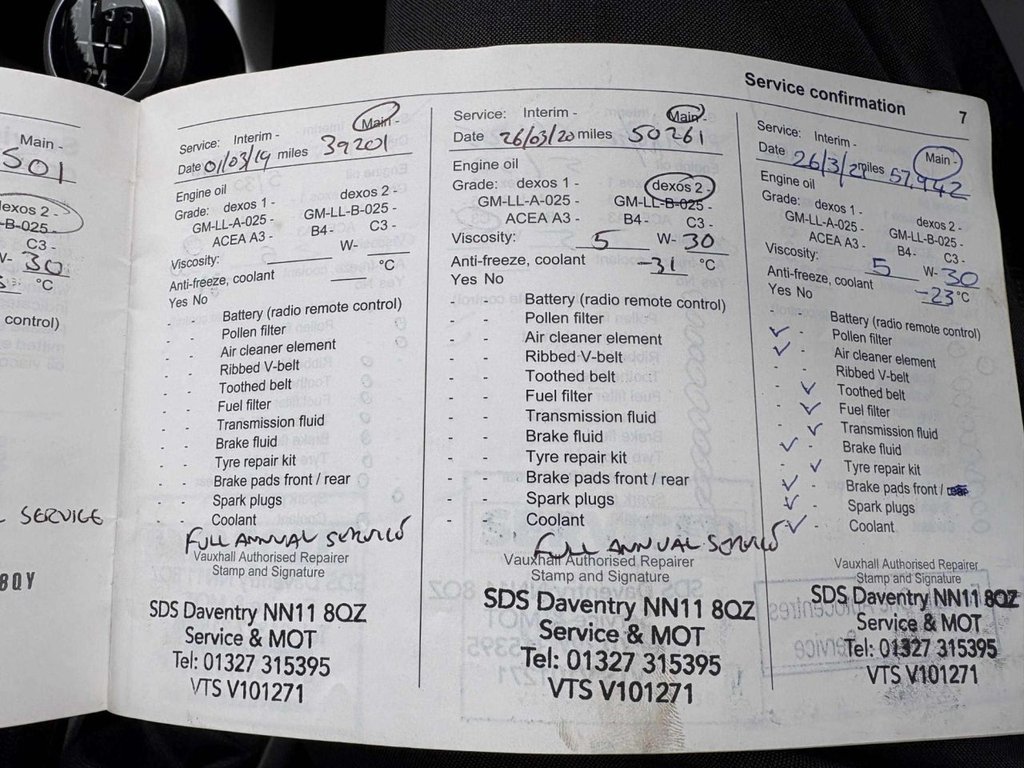 Main -
501
dexos 2 -
-B-025 -
C3 -
30
°C
control)
SERVICE
8QY
Service confirmation
7
Service: Interim - Main -
Date 01/03/19 miles 39201
Engine oil
Grade: dexos 1 - dexos 2 -
GM-LL-A-025 - GM-LL-B-025 -
ACEA A3 - B4 - C3 -
Viscosity: W-
Anti-freeze, coolant °C
Yes No
- - Battery (radio remote control)
- - Pollen filter
- - Air cleaner element
- - Ribbed V-belt
- - Toothed belt
- - Fuel filter
- - Transmission fluid
- - Brake fluid
- - Tyre repair kit
- - Brake pads front / rear
- - Spark plugs
- - Coolant
FULL ANNUAL SERVICE
Vauxhall Authorised Repairer
Stamp and Signature
SDS Daventry NN11 8QZ
Service & MOT
Tel: 01327 315395
VTS V101271
Service: Interim - Main -
Date 26/03/20 miles 50261
Engine oil
Grade: dexos 1 - dexos 2 -
GM-LL-A-025 - GM-LL-B-025 -
ACEA A3 - B4 - C3 -
Viscosity: 5 W- 30
Anti-freeze, coolant -31 °C
Yes No
- - Battery (radio remote control)
- - Pollen filter
- - Air cleaner element
- - Ribbed V-belt
- - Toothed belt
- - Fuel filter
- - Transmission fluid
- - Brake fluid
- - Tyre repair kit
- - Brake pads front / rear
- - Spark plugs
- - Coolant
FULL ANNUAL SERVICE
Vauxhall Authorised Repairer
Stamp and Signature
SDS Daventry NN11 8QZ
Service & MOT
Tel: 01327 315395
VTS V101271
Service: Interim - Main -
Date 26/3/21 miles 57,942
Engine oil
Grade: dexos 1 - dexos 2 -
GM-LL-A-025 - GM-LL-B-025 -
ACEA A3 - B4 - C3 -
Viscosity: 5 W- 30
Anti-freeze, coolant -23 °C
Yes No
- - Battery (radio remote control)
✓ - Pollen filter
✓ - Air cleaner element
- - Ribbed V-belt
- ✓ Toothed belt
- ✓ Fuel filter
- ✓ Transmission fluid
✓ - Brake fluid
- ✓ Tyre repair kit
✓ - Brake pads front / rear
✓ - Spark plugs
✓ - Coolant
Vauxhall Authorised Repairer
Stamp and Signature
SDS Daventry NN11 8QZ
Service & MOT
Tel: 01327 315395
VTS V101271